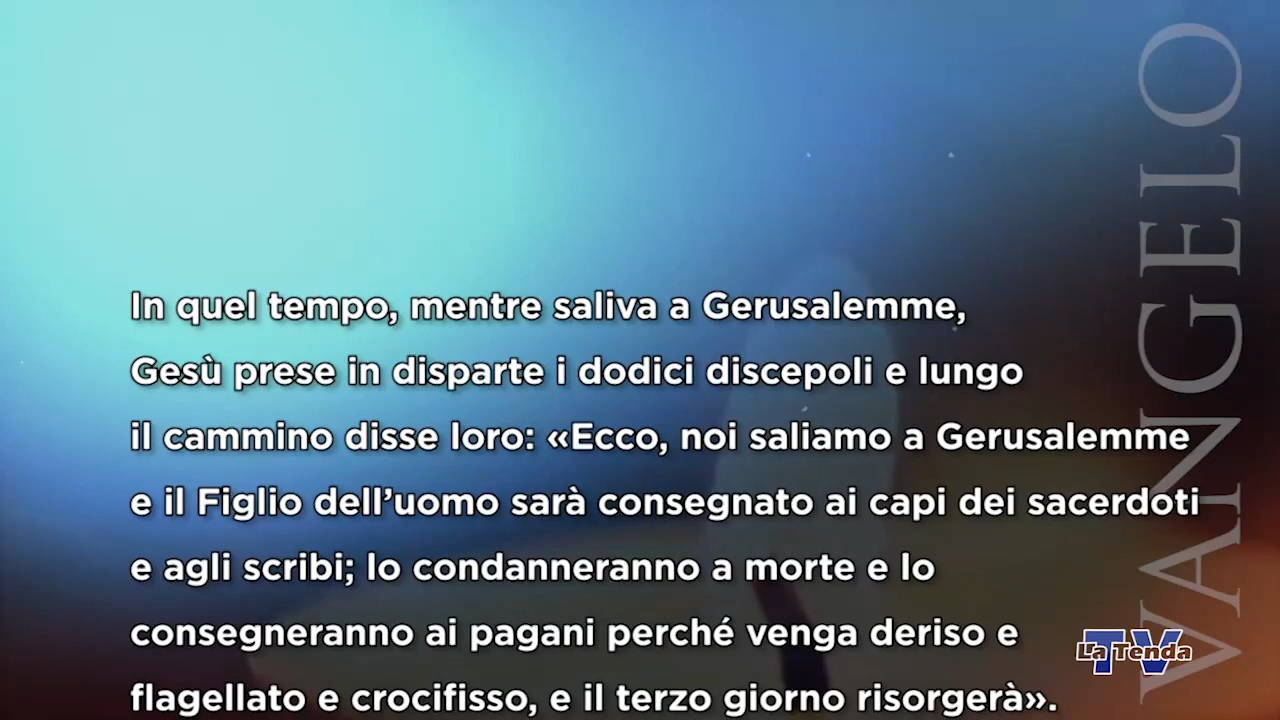 In quel tempo, mentre saliva a Gerusalemme,
Gesù prese in disparte i dodici discepoli e lungo
il cammino disse loro: «Ecco, noi saliamo a Gerusalemme
e il Figlio dell’uomo sarà consegnato ai capi dei sacerdoti
e agli scribi; lo condanneranno a morte e lo
consegneranno ai pagani perché venga deriso e
flagellato e crocifisso, e il terzo giorno risorgerà».
VANGELO
TV
La Tenda